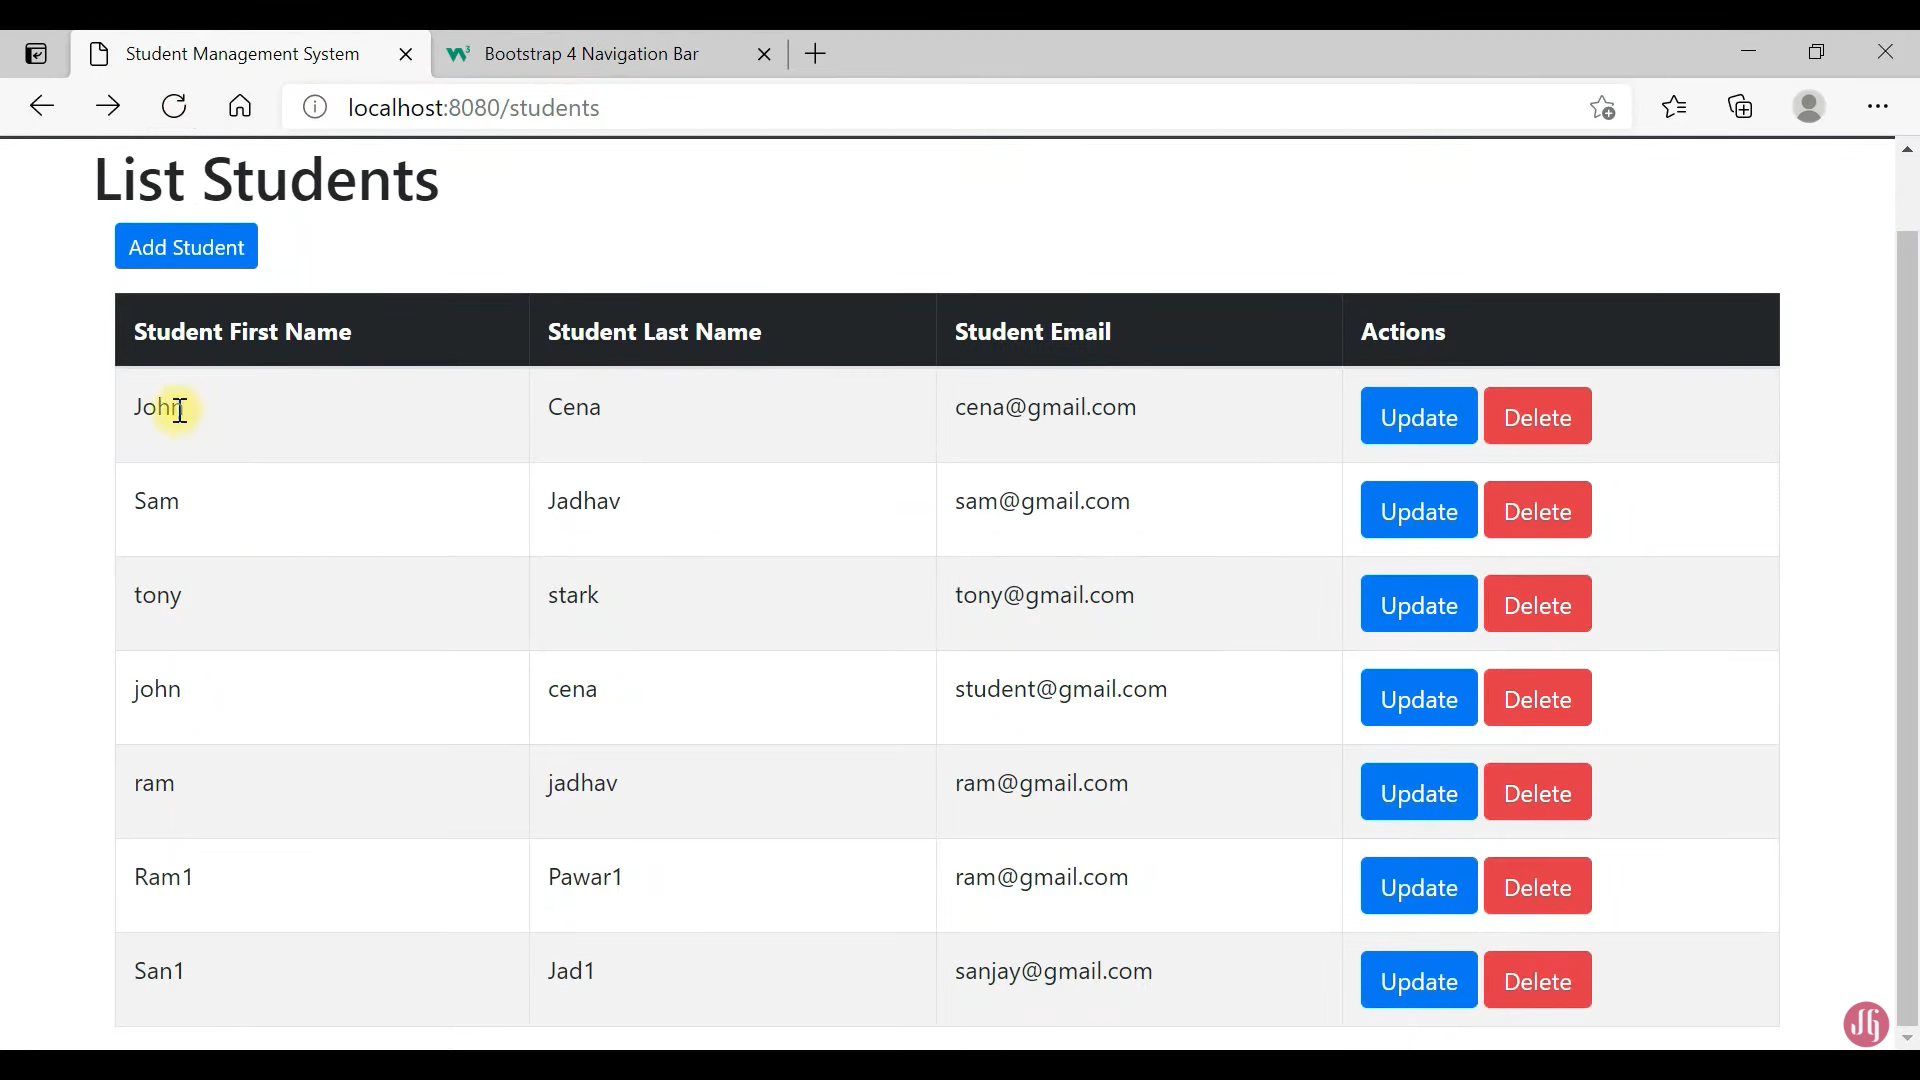 Student Management System
Bootstrap 4 Navigation Bar
localhost:8080/students
List Students
Add Student
Student First Name Student Last Name Student Email Actions
John Cena cena@gmail.com Update Delete
Sam Jadhav sam@gmail.com Update Delete
tony stark tony@gmail.com Update Delete
john cena student@gmail.com Update Delete
ram jadhav ram@gmail.com Update Delete
Ram1 Pawar1 ram@gmail.com Update Delete
San1 Jad1 sanjay@gmail.com Update Delete